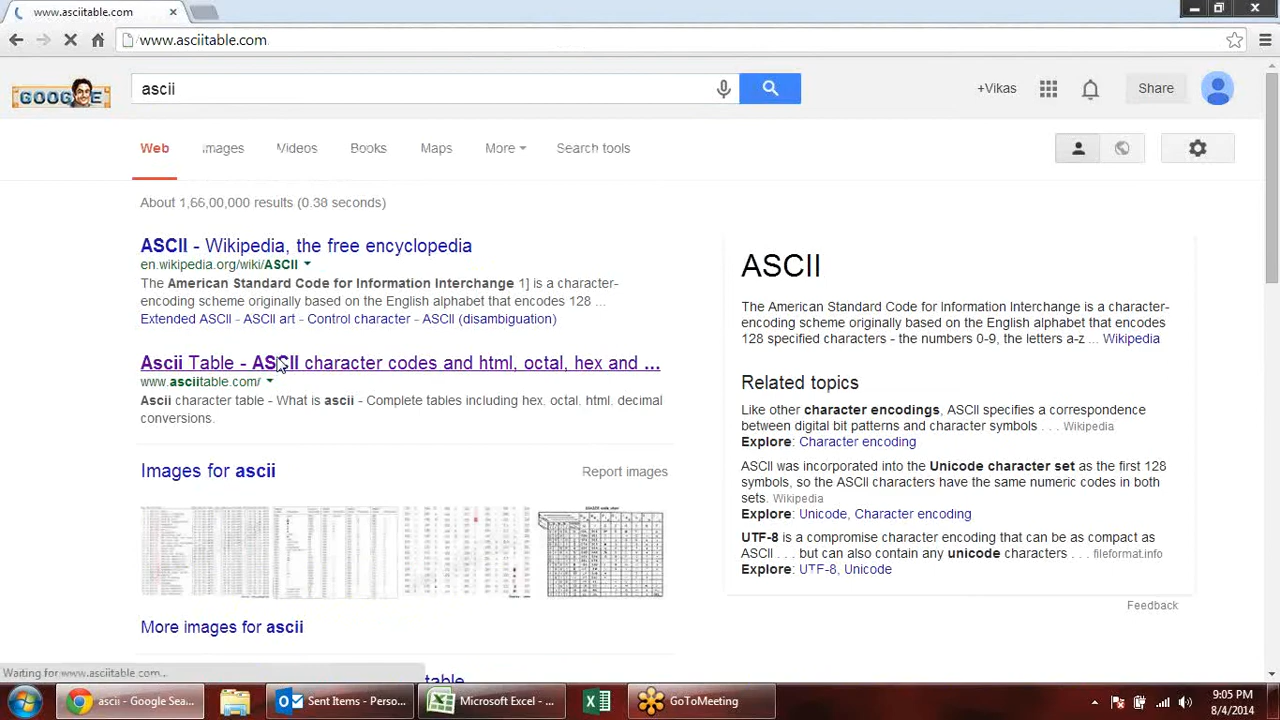 www.asciitable.com
www.asciitable.com
GOOGLE
ascii
+Vikas
Share
Web Images Videos Books Maps More Search tools
About 1,66,00,000 results (0.38 seconds)
ASCII - Wikipedia, the free encyclopedia
en.wikipedia.org/wiki/ASCII
The American Standard Code for Information Interchange 1] is a character-
encoding scheme originally based on the English alphabet that encodes 128 ...
Extended ASCII - ASCII art - Control character - ASCII (disambiguation)
Ascii Table - ASCII character codes and html, octal, hex and ...
www.asciitable.com/
Ascii character table - What is ascii - Complete tables including hex. octal. html. decimal
conversions.
Images for ascii
Report images
More images for ascii
table
ASCII
The American Standard Code for Information Interchange is a character-
encoding scheme originally based on the English alphabet that encodes
128 specified characters - the numbers 0-9, the letters a-z ... Wikipedia
Related topics
Like other character encodings, ASCII specifies a correspondence
between digital bit patterns and character symbols . . . Wikipedia
Explore: Character encoding
ASCII was incorporated into the Unicode character set as the first 128
symbols, so the ASCII characters have the same numeric codes in both
sets. Wikipedia
Explore: Unicode, Character encoding
UTF-8 is a compromise character encoding that can be as compact as
ASCII . . . but can also contain any unicode characters . . . fileformat.info
Explore: UTF-8, Unicode
Feedback
Waiting for www.asciitable.com...
ascii - Google Sea...
Sent Items - Perso...
Microsoft Excel - ...
GoToMeeting
9:05 PM
8/4/2014